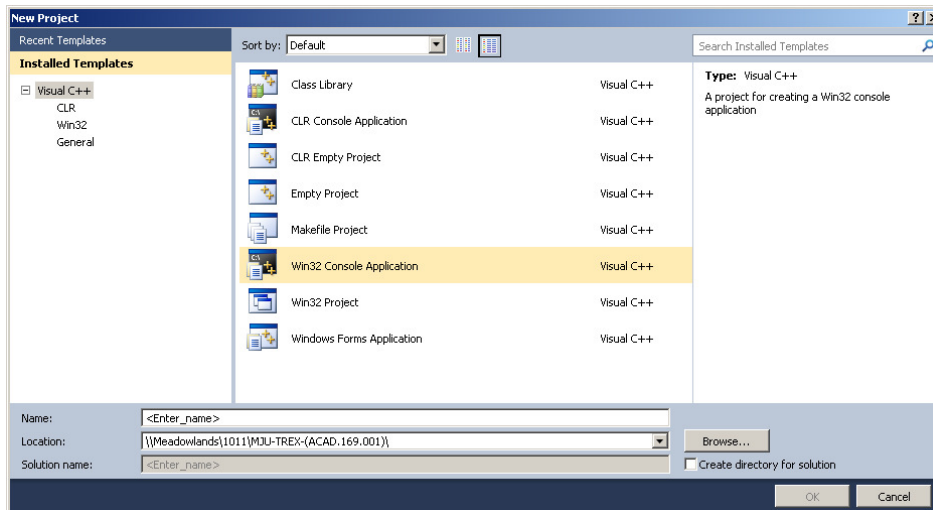 New Project
Recent Templates
Installed Templates
Visual C++
CLR
Win32
General
Sort by: Default
Class Library Visual C++
CLR Console Application Visual C++
CLR Empty Project Visual C++
Empty Project Visual C++
Makefile Project Visual C++
Win32 Console Application Visual C++
Win32 Project Visual C++
Windows Forms Application Visual C++
Search Installed Templates
Type: Visual C++
A project for creating a Win32 console
application
Name: <Enter_name>
Location: \\Meadowlands\1011\MJU-TREX-(ACAD.169.001)\ Browse...
Solution name: <Enter_name> Create directory for solution
OK Cancel